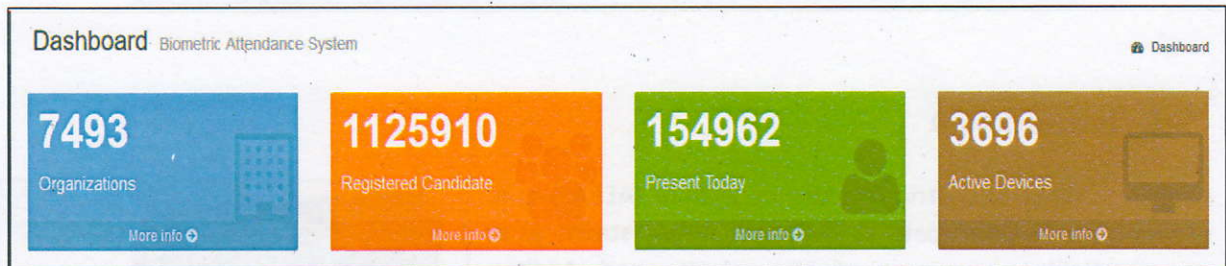 Dashboard Biometric Attendance System
Dashboard
7493
Organizations
More info
1125910
Registered Candidate
More info
154962
Present Today
More info
3696
Active Devices
More info